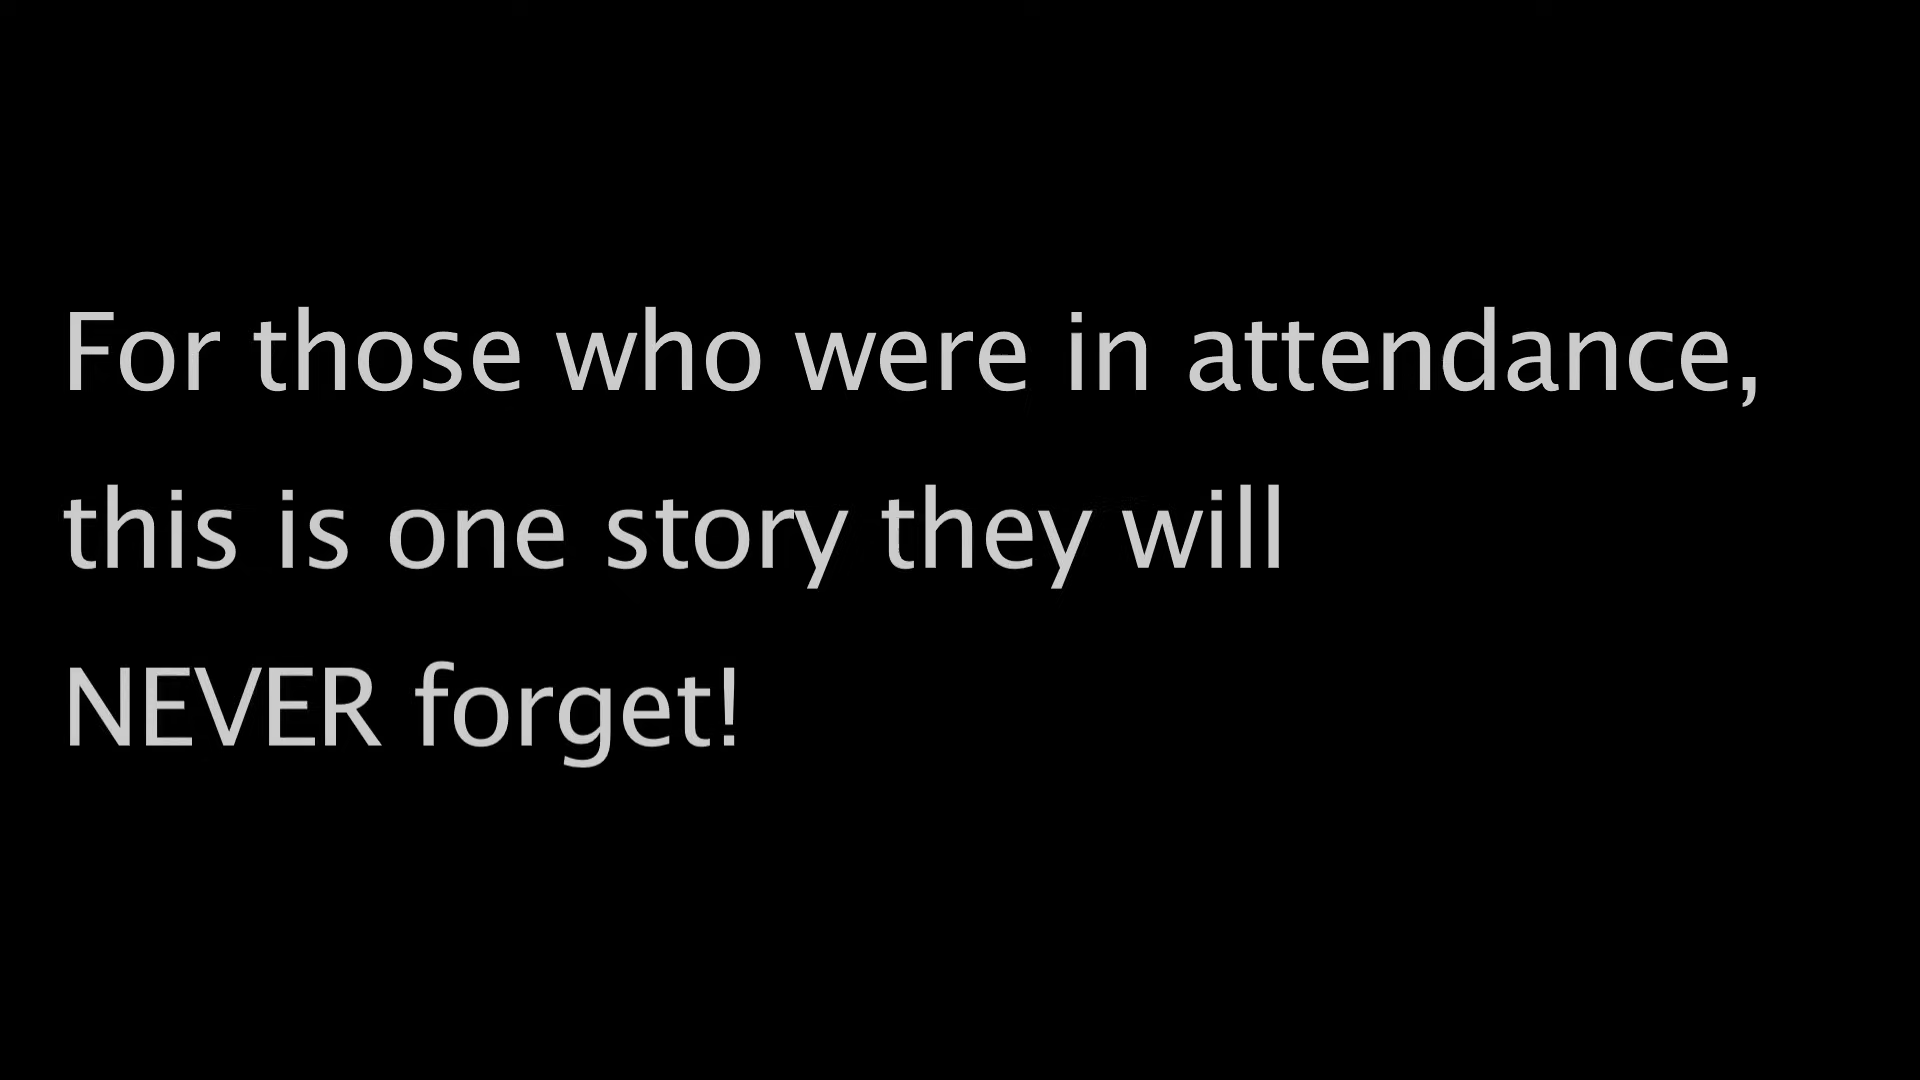 For those who were in attendance,
this is one story they will
NEVER forget!